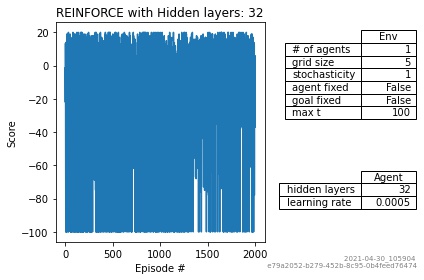 REINFORCE with Hidden layers: 32
20
0
−20
−40
−60
−80
−100
Score
0 500 1000 1500 2000
Episode #
Env
# of agents 1
grid size 5
stochasticity 1
agent fixed False
goal fixed False
max t 100
Agent
hidden layers 32
learning rate 0.0005
2021-04-30_105904
e79a2052-b279-452b-8c95-0b4feed76474